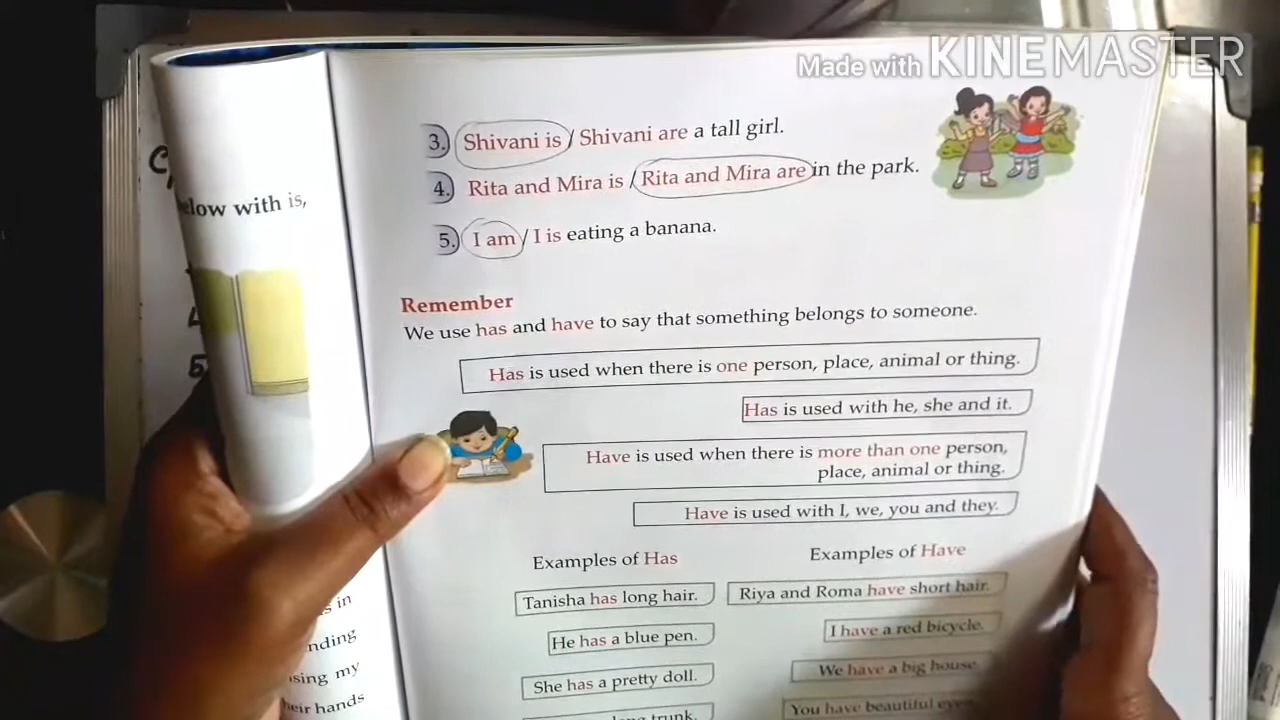 Made with KINEMASTER
3. Shivani is / Shivani are a tall girl.
4. Rita and Mira is / Rita and Mira are in the park.
5. I am / I is eating a banana.
elow with is,
Remember
We use has and have to say that something belongs to someone.
Has is used when there is one person, place, animal or thing.
Has is used with he, she and it.
Have is used when there is more than one person,
place, animal or thing.
Have is used with I, we, you and they.
Examples of Has
Examples of Have
Tanisha has long hair.
Riya and Roma have short hair.
He has a blue pen.
I have a red bicycle.
She has a pretty doll.
We have a big house.
long trunk.
You have beautiful eyes
s in
nding
sing my
heir hands